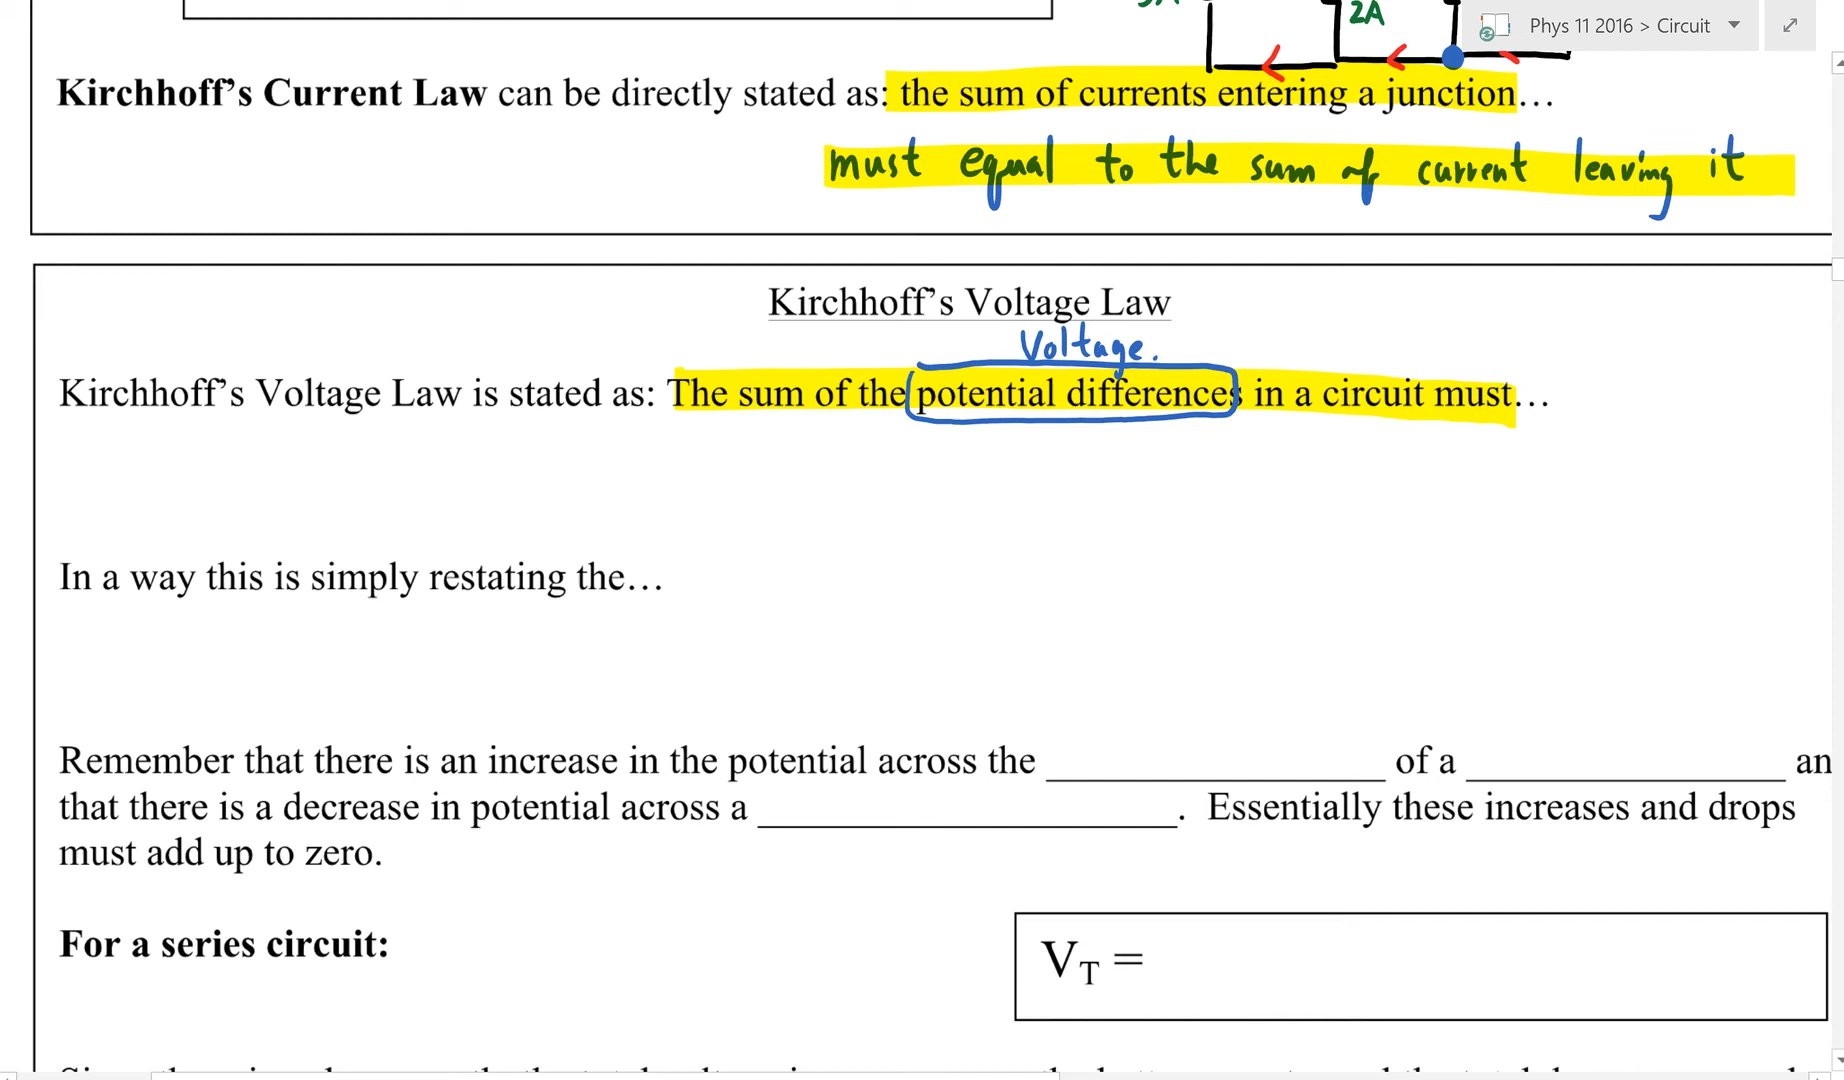 2A
Phys 11 2016 > Circuit
Kirchhoff's Current Law can be directly stated as: the sum of currents entering a junction…
must equal to the sum of current leaving it
Kirchhoff's Voltage Law
Voltage.
Kirchhoff's Voltage Law is stated as: The sum of the potential differences in a circuit must…
In a way this is simply restating the…
Remember that there is an increase in the potential across the ________________ of a _______________ an
that there is a decrease in potential across a ____________________. Essentially these increases and drops
must add up to zero.
For a series circuit:
V_T =